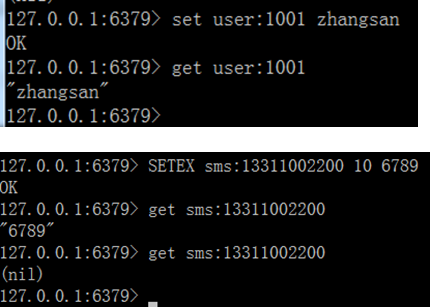 127.0.0.1:6379> set user:1001 zhangsan
OK
127.0.0.1:6379> get user:1001
"zhangsan"
127.0.0.1:6379>
127.0.0.1:6379> SETEX sms:13311002200 10 6789
OK
127.0.0.1:6379> get sms:13311002200
"6789"
127.0.0.1:6379> get sms:13311002200
(nil)
127.0.0.1:6379>